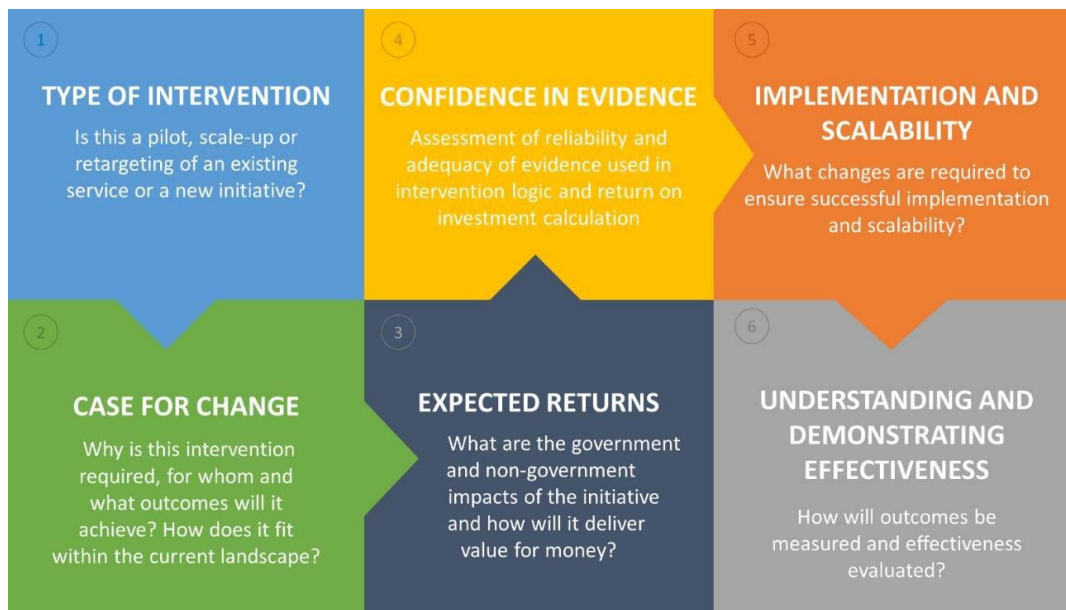 1
TYPE OF INTERVENTION
Is this a pilot, scale-up or
retargeting of an existing
service or a new initiative?
2
CASE FOR CHANGE
Why is this intervention
required, for whom and
what outcomes will it
achieve? How does it fit
within the current landscape?
3
EXPECTED RETURNS
What are the government
and non-government
impacts of the initiative
and how will it deliver
value for money?
4
CONFIDENCE IN EVIDENCE
Assessment of reliability and
adequacy of evidence used in
intervention logic and return on
investment calculation
5
IMPLEMENTATION AND
SCALABILITY
What changes are required to
ensure successful implementation
and scalability?
6
UNDERSTANDING AND
DEMONSTRATING
EFFECTIVENESS
How will outcomes be
measured and effectiveness
evaluated?